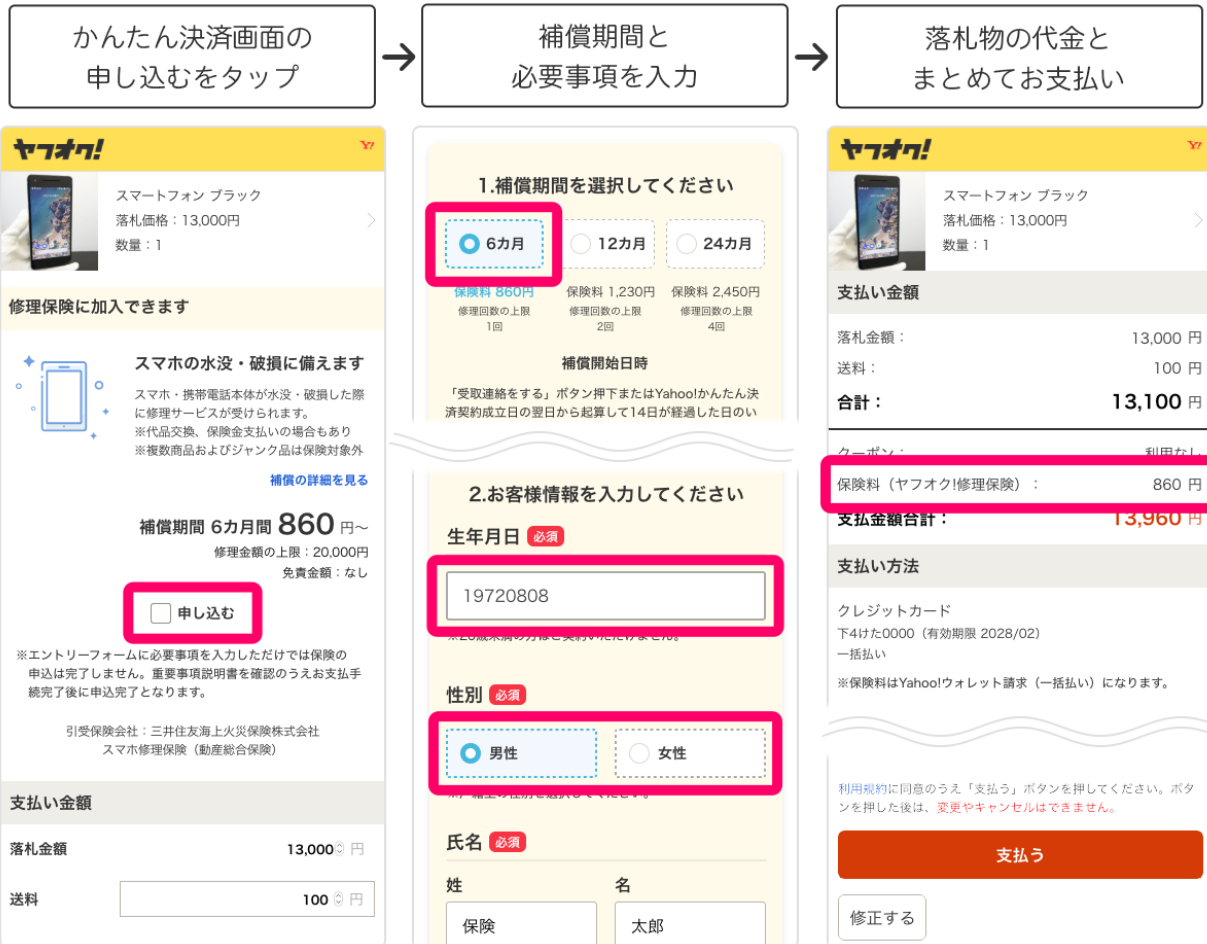 かんたん決済画面の
申し込むをタップ
補償期間と
必要事項を入力
落札物の代金と
まとめてお支払い
ヤフオク!
Y!
スマートフォン ブラック
落札価格：13,000円
数量：1
修理保険に加入できます
スマホの水没・破損に備えます
スマホ・携帯電話本体が水没・破損した際
に修理サービスが受けられます。
※代品交換、保険金支払いの場合もあり
※複数商品およびジャンク品は保険対象外
補償の詳細を見る
補償期間 6カ月間 860 円～
修理金額の上限：20,000円
免責金額：なし
申し込む
※エントリーフォームに必要事項を入力しただけでは保険の
申込は完了しません。重要事項説明書を確認のうえお支払手
続完了後に申込完了となります。
引受保険会社：三井住友海上火災保険株式会社
スマホ修理保険（動産総合保険）
支払い金額
落札金額 13,000 円
送料 100 円
1.補償期間を選択してください
6カ月 12カ月 24カ月
保険料 860円 保険料 1,230円 保険料 2,450円
修理回数の上限 修理回数の上限 修理回数の上限
1回 2回 4回
補償開始日時
「受取連絡をする」ボタン押下またはYahoo!かんたん決
済契約成立日の翌日から起算して14日が経過した日のい
2.お客様情報を入力してください
生年月日 必須
19720808
性別 必須
男性 女性
氏名 必須
姓 名
保険 太郎
ヤフオク!
Y!
スマートフォン ブラック
落札価格：13,000円
数量：1
支払い金額
落札金額： 13,000 円
送料： 100 円
合計： 13,100 円
クーポン： 利用なし
保険料（ヤフオク!修理保険）： 860 円
支払金額合計： 13,960 円
支払い方法
クレジットカード
下4けた0000（有効期限 2028/02）
一括払い
※保険料はYahoo!ウォレット請求（一括払い）になります。
利用規約に同意のうえ「支払う」ボタンを押してください。ボタ
ンを押した後は、変更やキャンセルはできません。
支払う
修正する